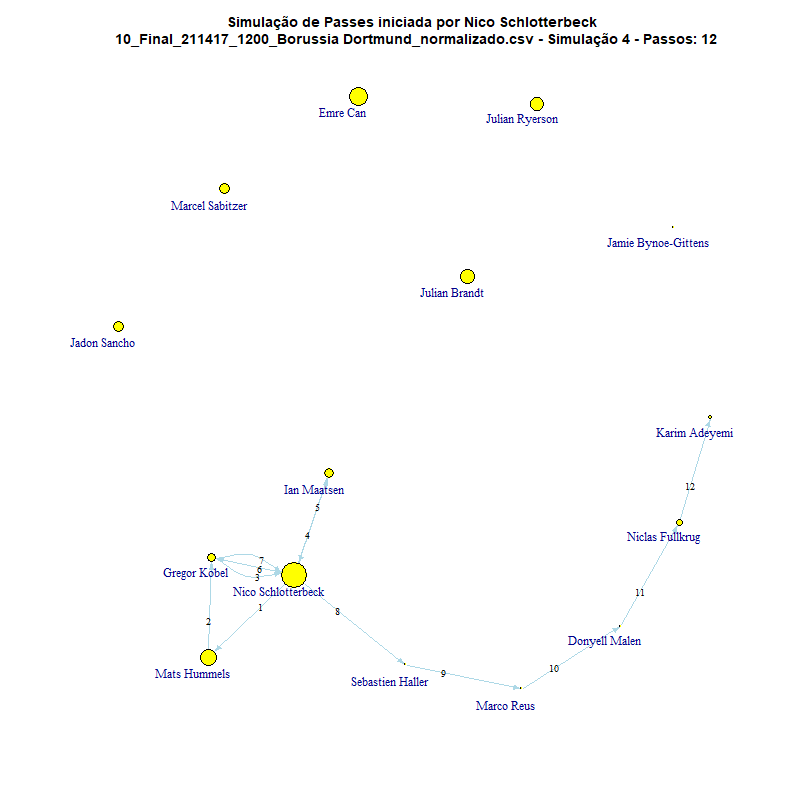 Simulação de Passes iniciada por Nico Schlotterbeck
10_Final_211417_1200_Borussia Dortmund_normalizado.csv - Simulação 4 - Passos: 12
Emre Can
Julian Ryerson
Marcel Sabitzer
Jamie Bynoe-Gittens
Julian Brandt
Jadon Sancho
Karim Adeyemi
Ian Maatsen
12
5
Niclas Fullkrug
4
7
6
Gregor Kobel
3
Nico Schlotterbeck
11
1
8
2
Donyell Malen
10
9
Mats Hummels
Sebastien Haller
Marco Reus